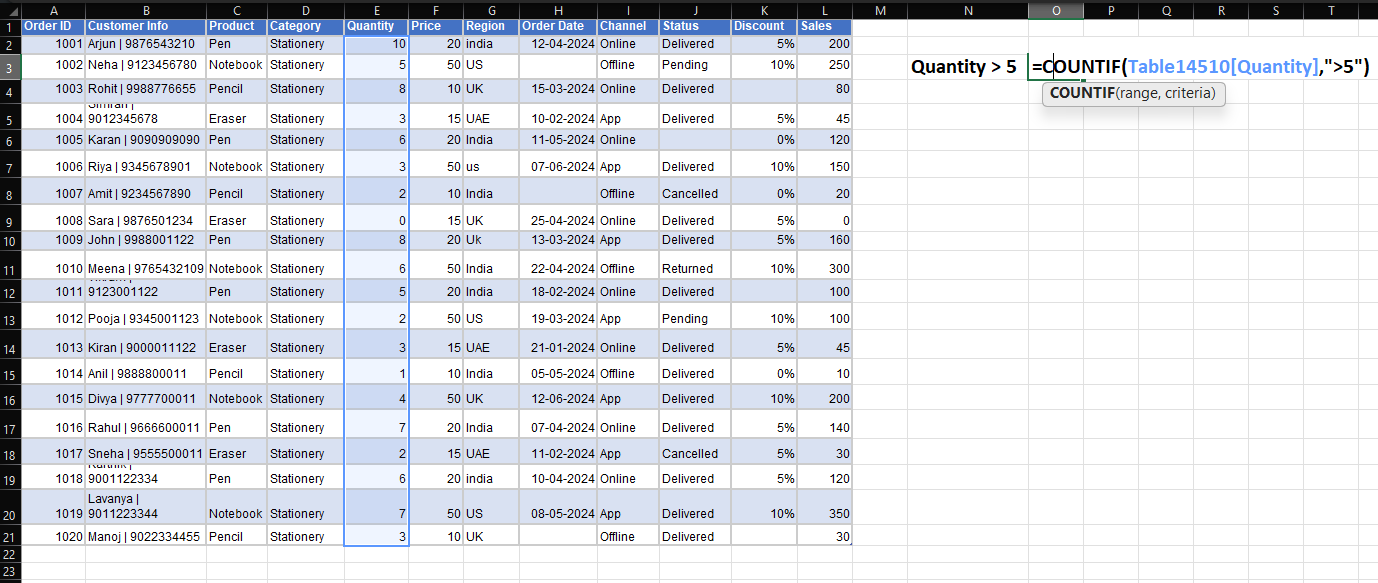 A B C D E F G H I J K L M N O P Q R S T
1 Order ID Customer Info Product Category Quantity Price Region Order Date Channel Status Discount Sales
2 1001 Arjun | 9876543210 Pen Stationery 10 20 india 12-04-2024 Online Delivered 5% 200
3 1002 Neha | 9123456780 Notebook Stationery 5 50 US Offline Pending 10% 250 Quantity > 5 =COUNTIF(Table14510[Quantity],">5")
COUNTIF(range, criteria)
4 1003 Rohit | 9988776655 Pencil Stationery 8 10 UK 15-03-2024 Online Delivered 80
5 1004 9012345678 Eraser Stationery 3 15 UAE 10-02-2024 App Delivered 5% 45
6 1005 Karan | 9090909090 Pen Stationery 6 20 India 11-05-2024 Online 0% 120
7 1006 Riya | 9345678901 Notebook Stationery 3 50 us 07-06-2024 App Delivered 10% 150
8 1007 Amit | 9234567890 Pencil Stationery 2 10 India Offline Cancelled 0% 20
9 1008 Sara | 9876501234 Eraser Stationery 0 15 UK 25-04-2024 Online Delivered 5% 0
10 1009 John | 9988001122 Pen Stationery 8 20 Uk 13-03-2024 App Delivered 5% 160
11 1010 Meena | 9765432109 Notebook Stationery 6 50 India 22-04-2024 Offline Returned 10% 300
12 1011 9123001122 Pen Stationery 5 20 India 18-02-2024 Online Delivered 100
13 1012 Pooja | 9345001123 Notebook Stationery 2 50 US 19-03-2024 App Pending 10% 100
14 1013 Kiran | 9000011122 Eraser Stationery 3 15 UAE 21-01-2024 Online Delivered 5% 45
15 1014 Anil | 9888800011 Pencil Stationery 1 10 India 05-05-2024 Offline Delivered 0% 10
16 1015 Divya | 9777700011 Notebook Stationery 4 50 UK 12-06-2024 App Delivered 10% 200
17 1016 Rahul | 9666600011 Pen Stationery 7 20 India 07-04-2024 Online Delivered 5% 140
18 1017 Sneha | 9555500011 Eraser Stationery 2 15 UAE 11-02-2024 App Cancelled 5% 30
19 1018 9001122334 Pen Stationery 6 20 india 10-04-2024 Online Delivered 5% 120
Lavanya |
20 1019 9011223344 Notebook Stationery 7 50 US 08-05-2024 App Delivered 10% 350
21 1020 Manoj | 9022334455 Pencil Stationery 3 10 UK Offline Delivered 30
22
23